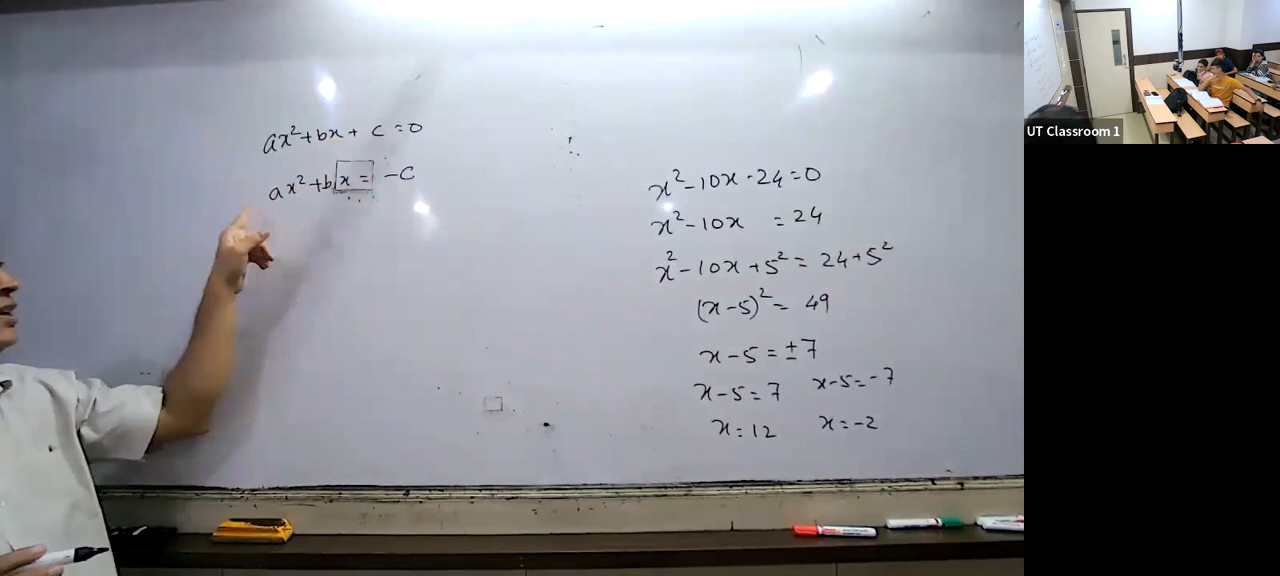 ax²+bx+c=0
ax²+bx= -c
x²-10x-24=0
x²-10x =24
x²-10x+5²=24+5²
(x-5)²=49
x-5=±7
x-5=7 x-5=-7
x=12 x=-2
UT Classroom 1